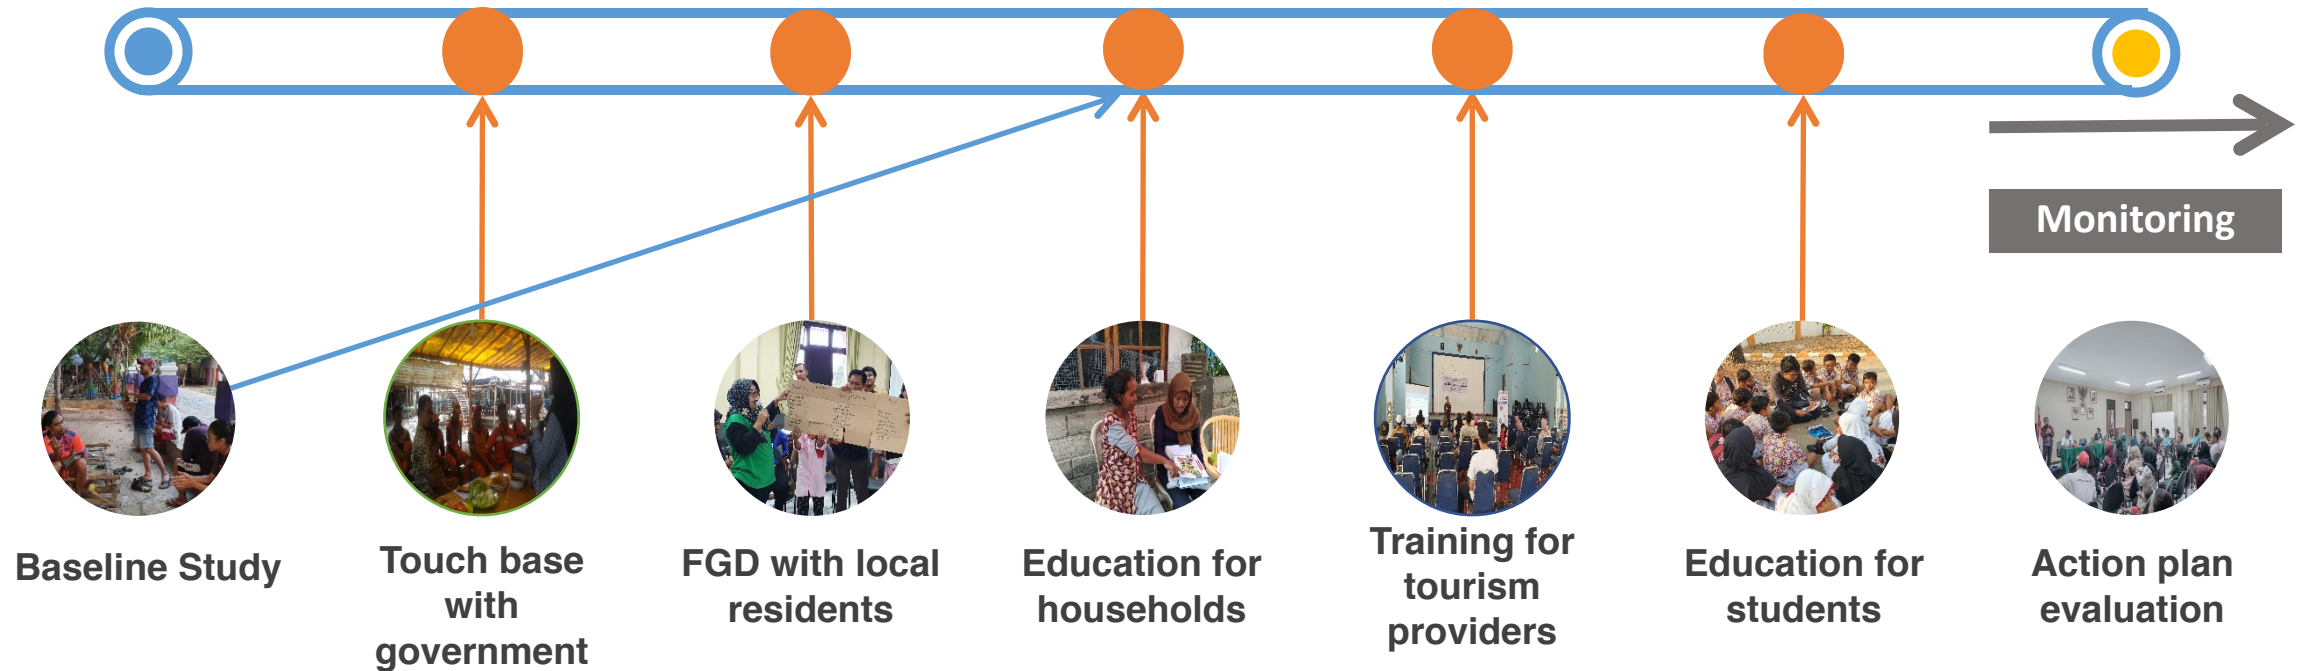 Monitoring
Baseline Study
Touch base
with
government
FGD with local
residents
Education for
households
Training for
tourism
providers
Education for
students
Action plan
evaluation